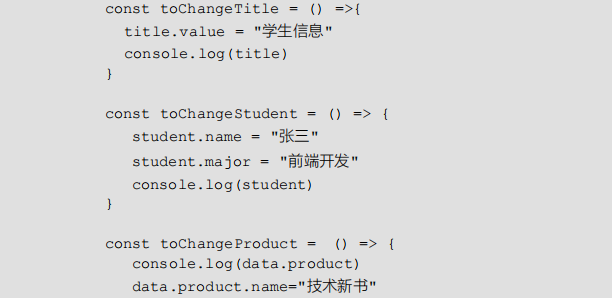 const toChangeTitle = () =>{
title.value = "学生信息"
console.log(title)
}
const toChangeStudent = () => {
student.name = "张三"
student.major = "前端开发"
console.log(student)
}
const toChangeProduct =  () => {
console.log(data.product)
data.product.name="技术新书"